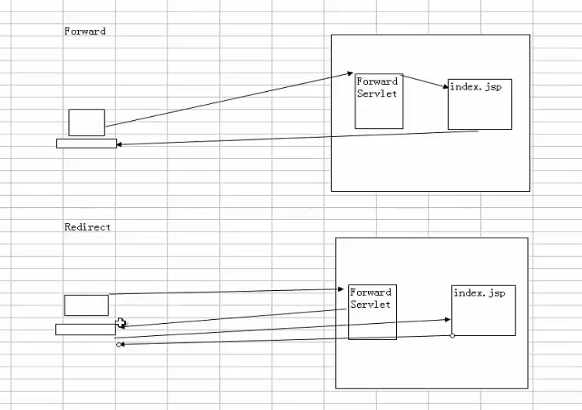 Forward
Forward
Servlet
index.jsp
Redirect
Forward
Servlet
index.jsp